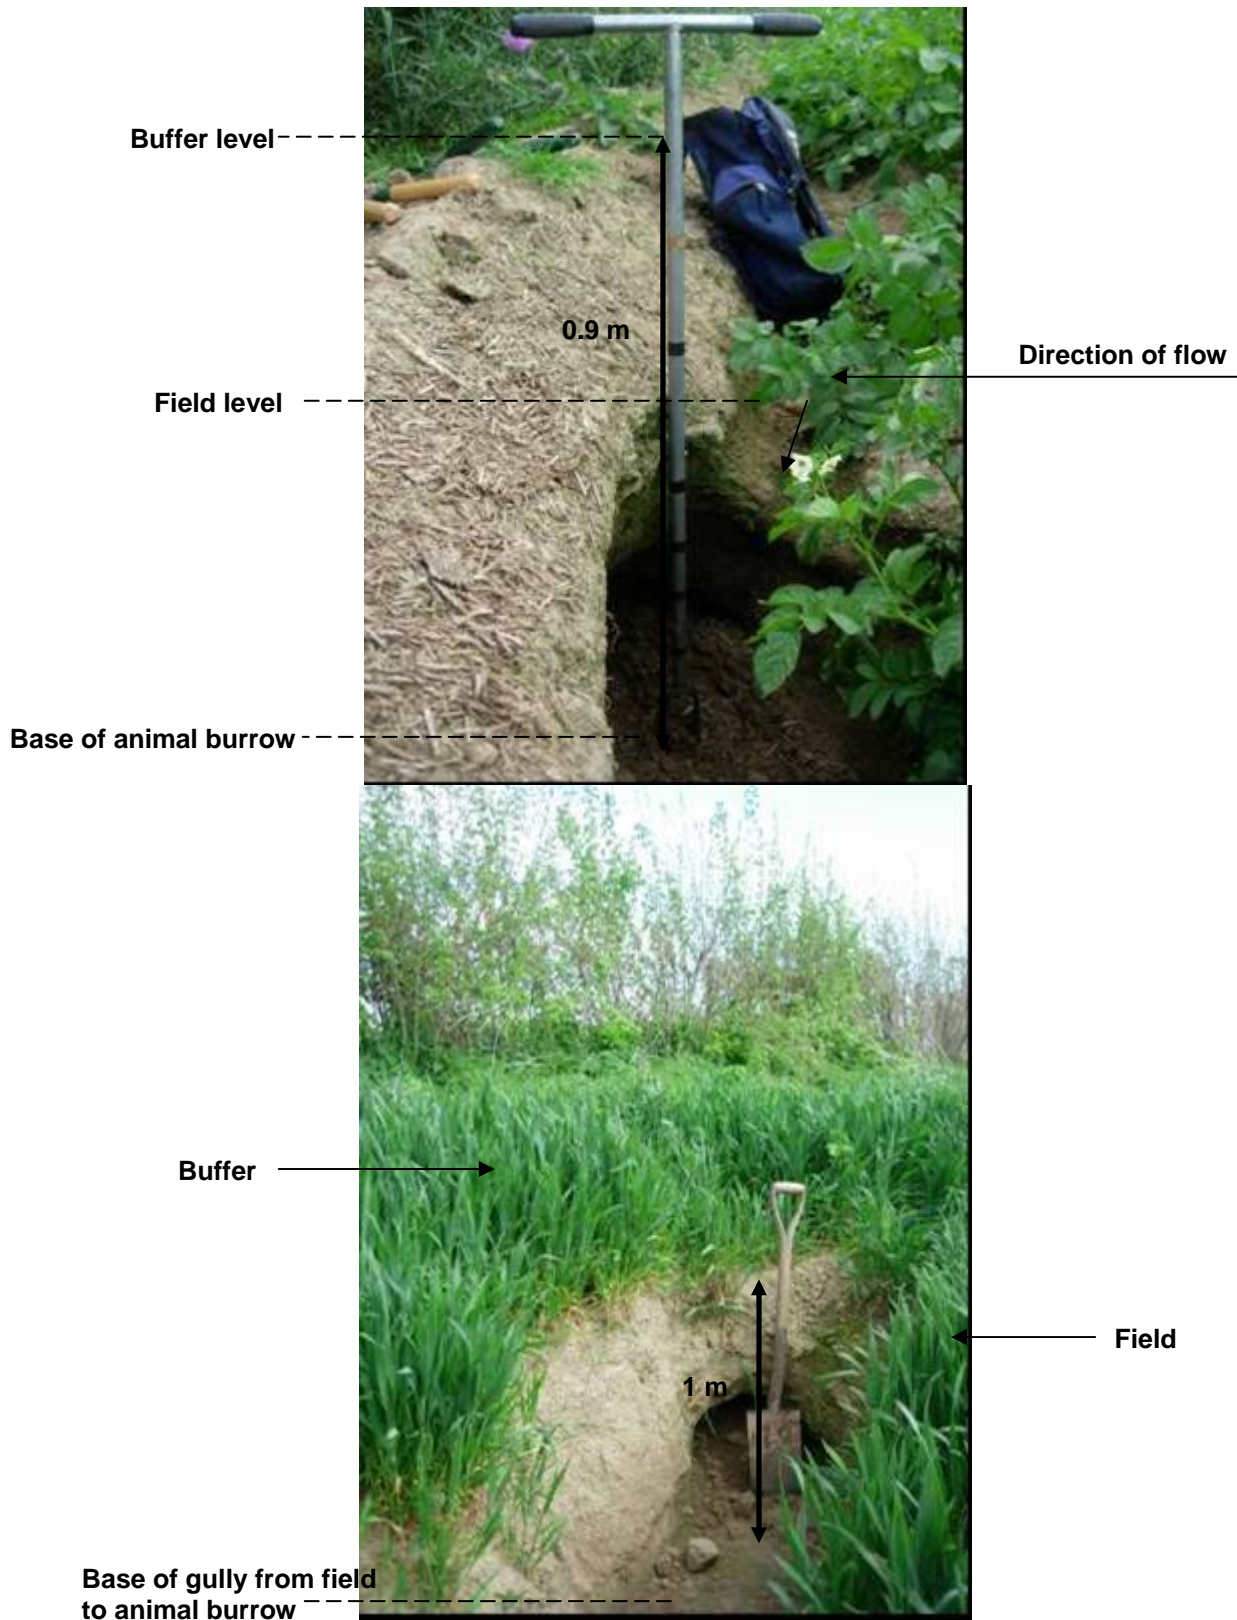 Buffer level
0.9 m
Direction of flow
Field level
Base of animal burrow
Buffer
Field
1 m
Base of gully from field
to animal burrow